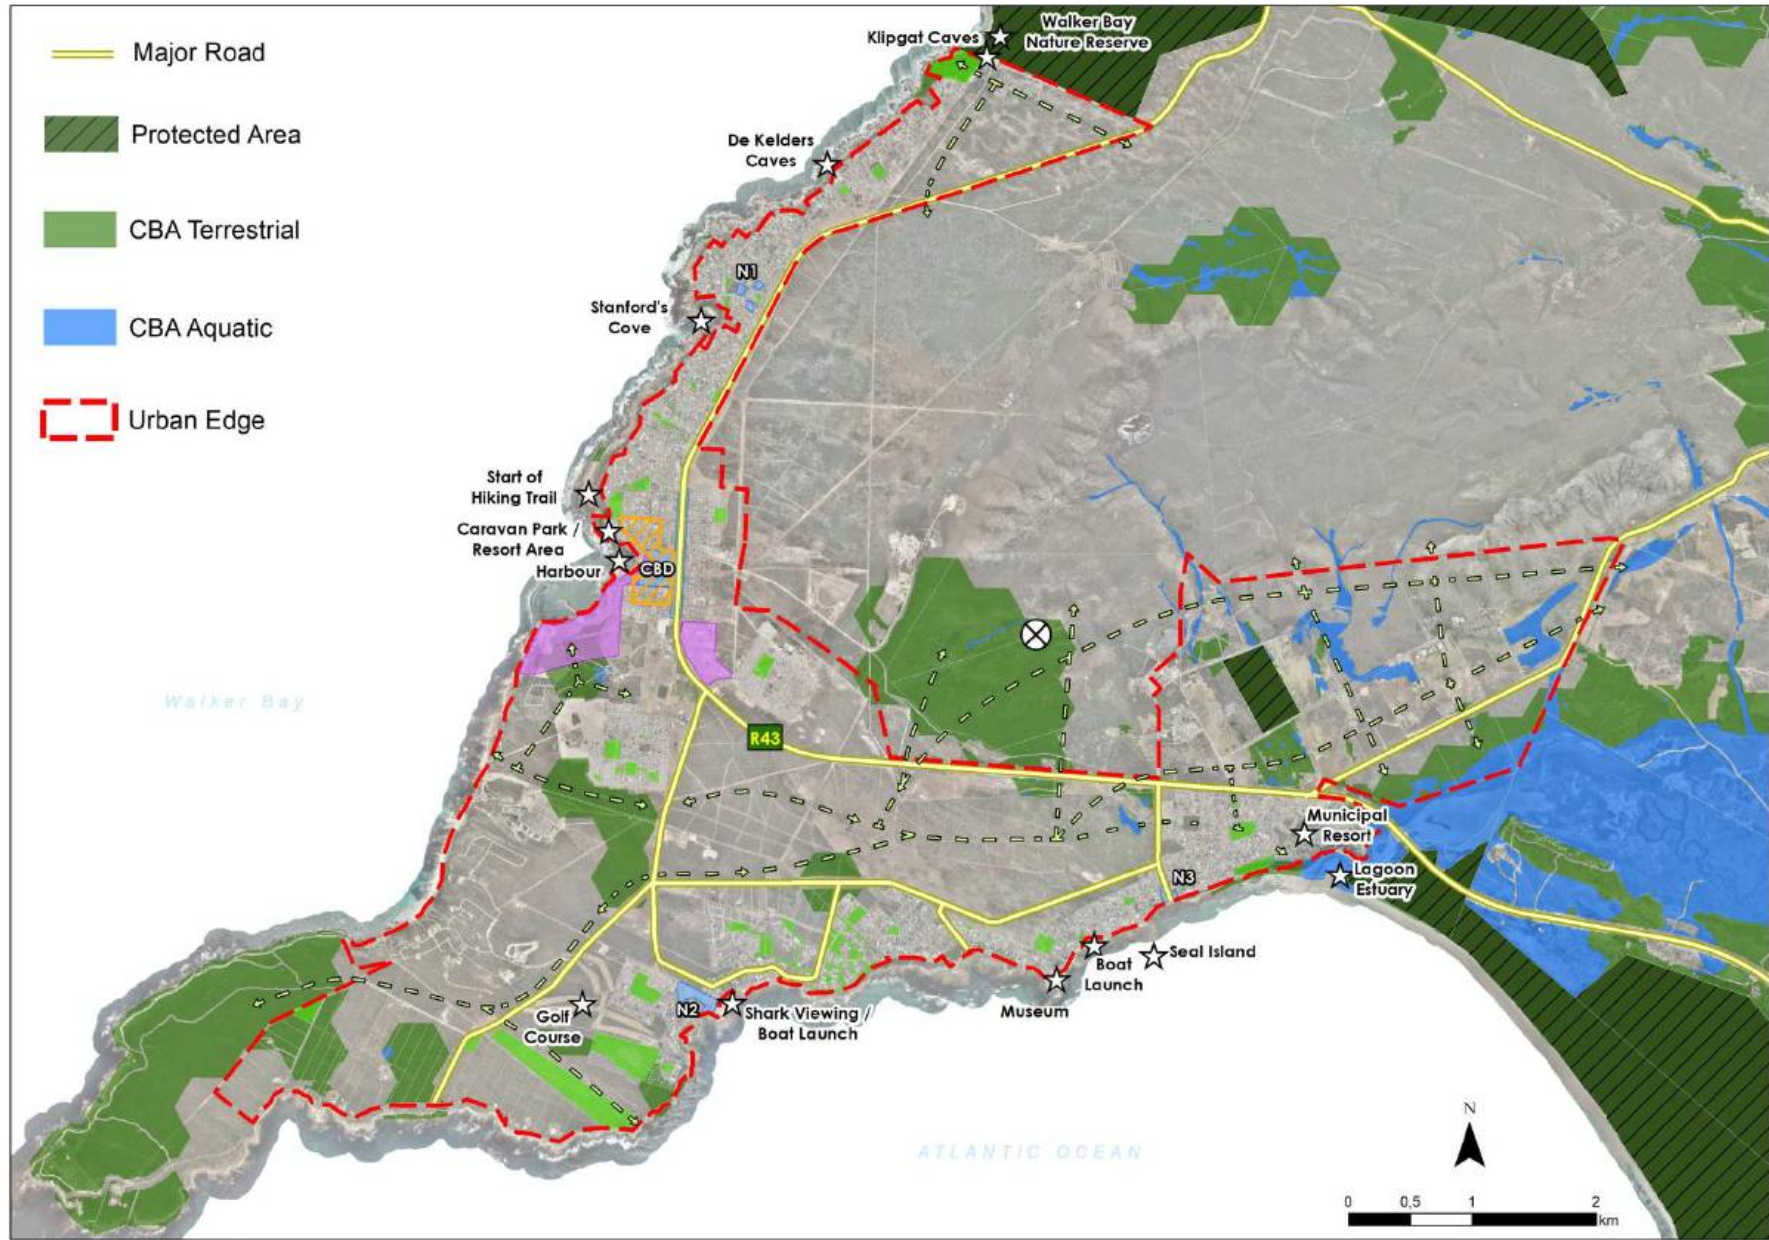 Major Road
Protected Area
CBA Terrestrial
CBA Aquatic
Urban Edge
Klipgat Caves
Walker Bay
Nature Reserve
De Kelders
Caves
N1
Stanford's
Cove
Start of
Hiking Trail
Caravan Park /
Resort Area
Harbour
CBD
Walker Bay
R43
Municipal
Resort
N3
Lagoon
Estuary
Seal Island
Boat
Launch
Museum
N2
Shark Viewing /
Boat Launch
Golf
Course
ATLANTIC OCEAN
N
0 0,5 1 2
km